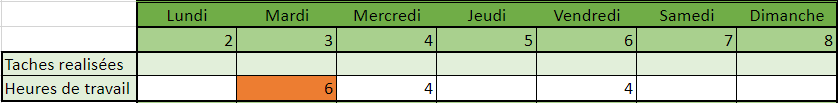 Lundi Mardi Mercredi Jeudi Vendredi Samedi Dimanche
2 3 4 5 6 7 8
Taches realisées
Heures de travail 6 4 4